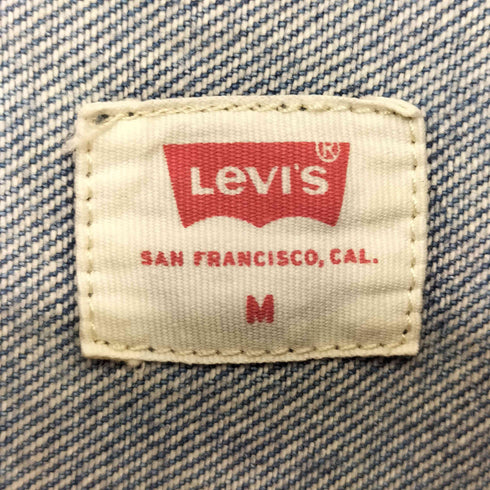 Levi's®
SAN FRANCISCO, CAL.
M